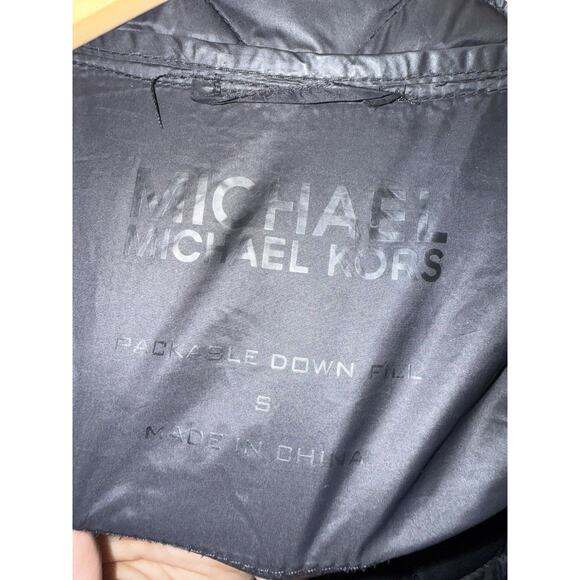 MICHAEL
MICHAEL KORS
PACKABLE DOWN FILL
S
MADE IN CHINA